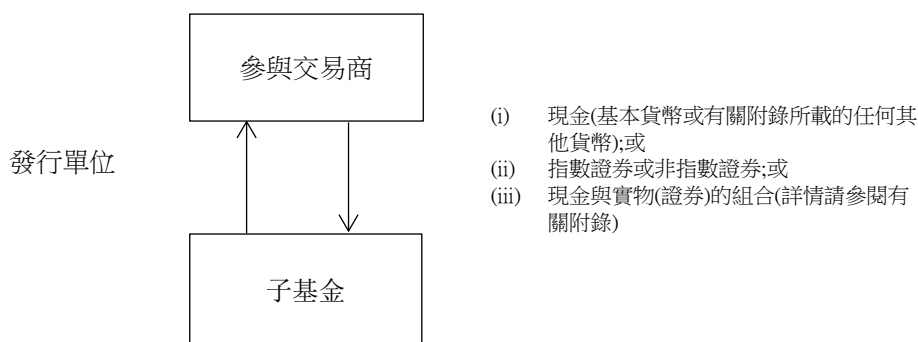 參與交易商
發行單位
(i) 現金(基本貨幣或有關附錄所載的任何其
他貨幣);或
(ii) 指數證券或非指數證券;或
(iii) 現金與實物(證券)的組合(詳情請參閱有
關附錄)
子基金